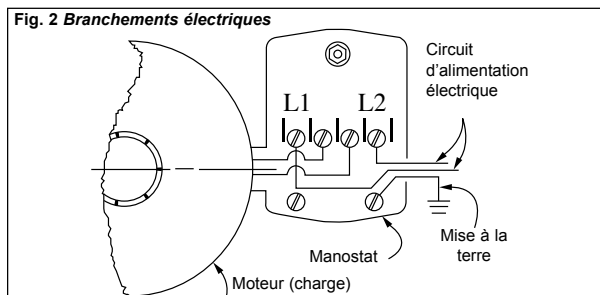 Fig. 2 Branchements électriques
Circuit
d'alimentation
électrique
L1 L2
Manostat
Mise à la
terre
Moteur (charge)